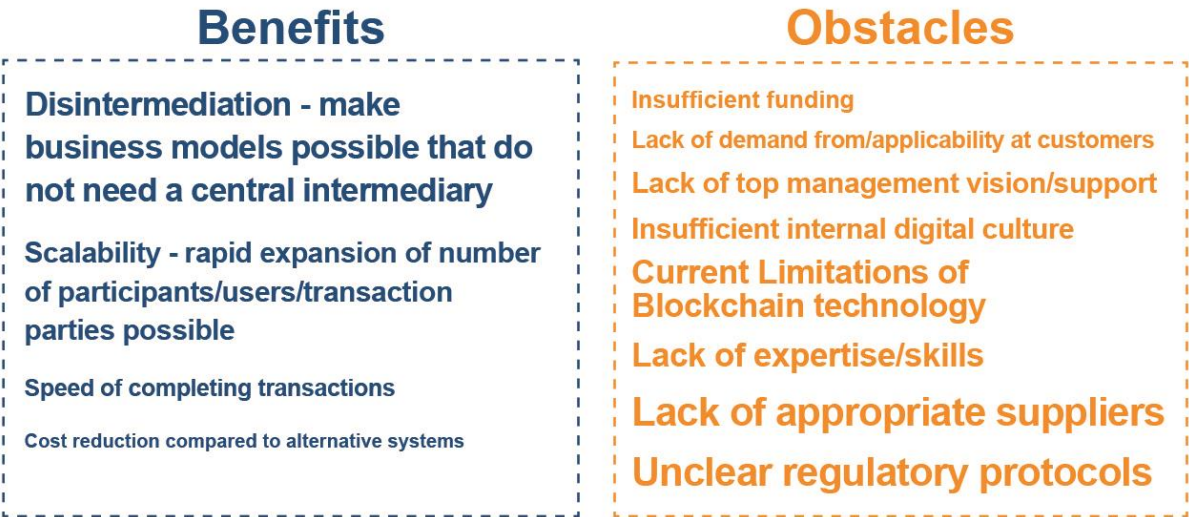 Benefits
Disintermediation - make
business models possible that do
not need a central intermediary
Scalability - rapid expansion of number
of participants/users/transaction
parties possible
Speed of completing transactions
Cost reduction compared to alternative systems
Obstacles
Insufficient funding
Lack of demand from/applicability at customers
Lack of top management vision/support
Insufficient internal digital culture
Current Limitations of
Blockchain technology
Lack of expertise/skills
Lack of appropriate suppliers
Unclear regulatory protocols